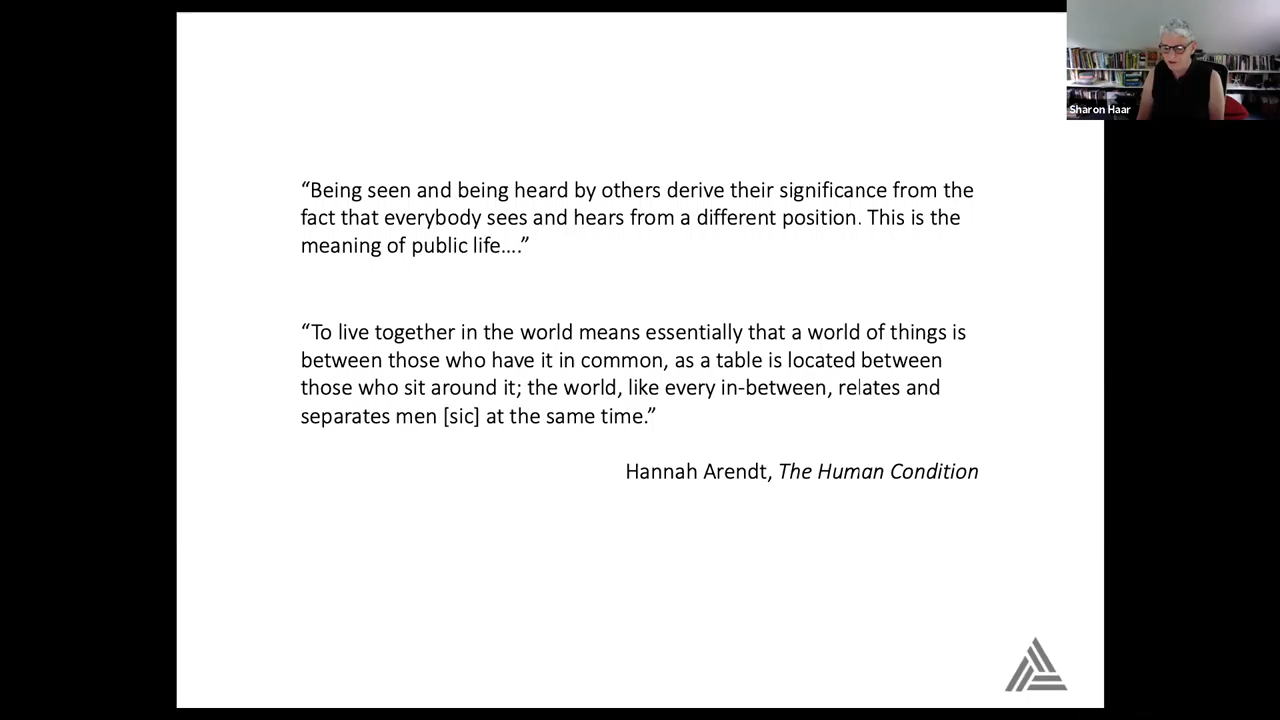 Sharon Haar
“Being seen and being heard by others derive their significance from the
fact that everybody sees and hears from a different position. This is the
meaning of public life….”
“To live together in the world means essentially that a world of things is
between those who have it in common, as a table is located between
those who sit around it; the world, like every in-between, relates and
separates men [sic] at the same time.”
Hannah Arendt, The Human Condition